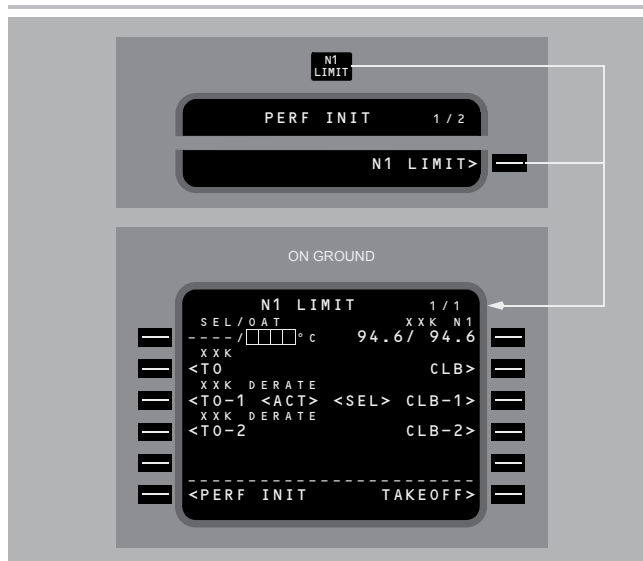 N1
LIMIT
PERF INIT 1/2
N1 LIMIT>
ON GROUND
N1 LIMIT 1/1
SEL/OAT XXK N1
----/□□□□°C 94.6/ 94.6
XXK
<TO CLB>
XXK DERATE
<TO-1 <ACT> <SEL> CLB-1>
XXK DERATE
<TO-2 CLB-2>
------------------------
<PERF INIT TAKEOFF>